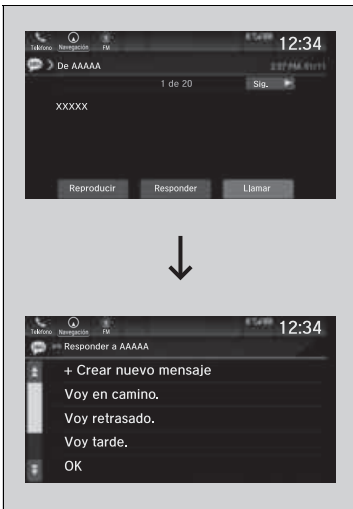 Teléfono Navegación FM
12:34
De AAAAA
1 de 20 Sig.
XXXXX
Reproducir Responder Llamar
Teléfono Navegación FM
12:34
Responder a AAAAA
+ Crear nuevo mensaje
Voy en camino.
Voy retrasado.
Voy tarde.
OK